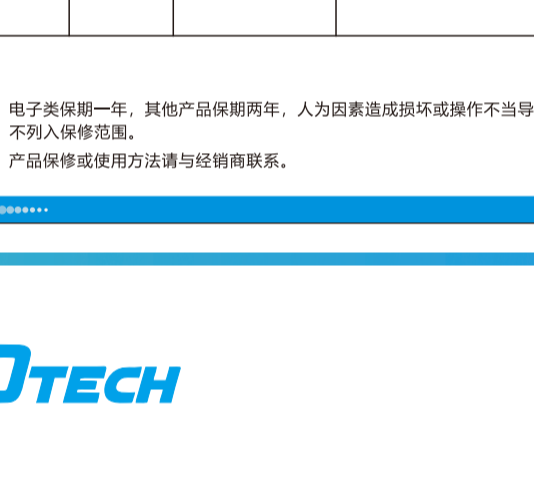 电子类保期一年，其他产品保期两年，人为因素造成损坏或操作不当导
不列入保修范围。
产品保修或使用方法请与经销商联系。
DTECH